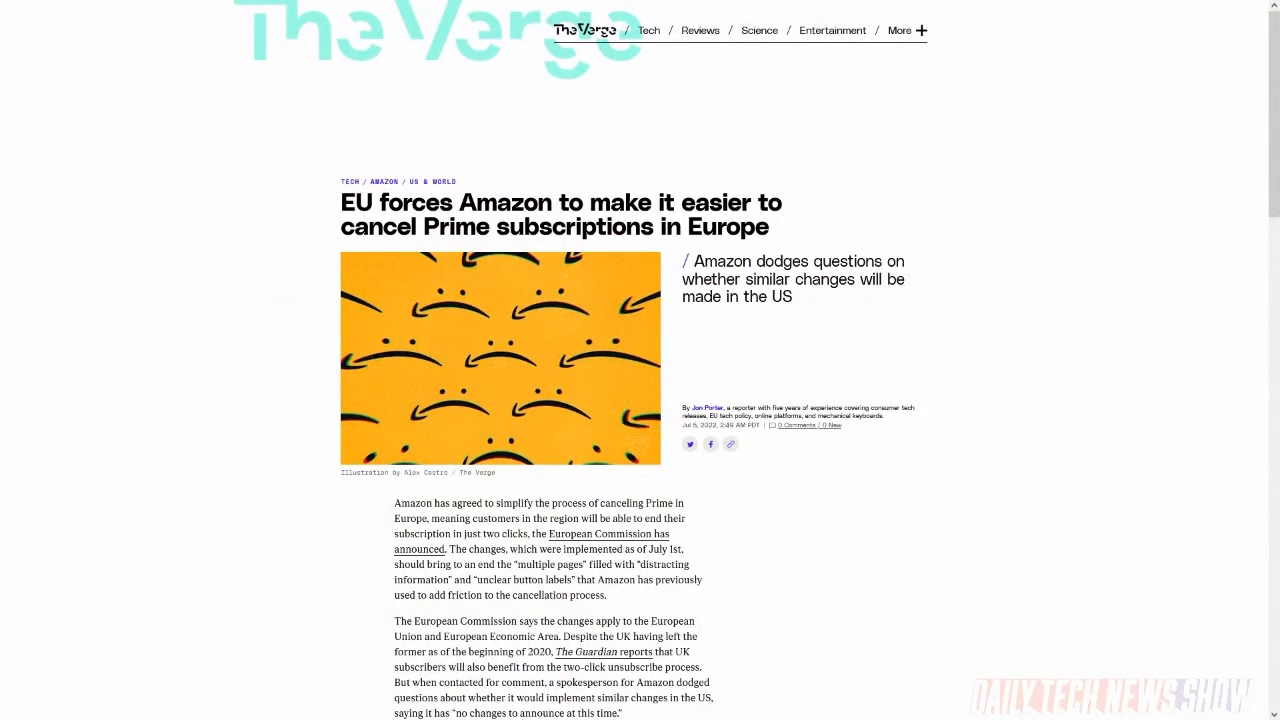 The Verge
The Verge / Tech / Reviews / Science / Entertainment / More +
TECH / AMAZON / US & WORLD
EU forces Amazon to make it easier to
cancel Prime subscriptions in Europe
/ Amazon dodges questions on
whether similar changes will be
made in the US
By Jon Porter, a reporter with five years of experience covering consumer tech
releases, EU tech policy, online platforms, and mechanical keyboards.
Jul 5, 2022, 2:49 AM PDT | 0 Comments / 0 New
Illustration by Alex Castro / The Verge
Amazon has agreed to simplify the process of canceling Prime in
Europe, meaning customers in the region will be able to end their
subscription in just two clicks, the European Commission has
announced. The changes, which were implemented as of July 1st,
should bring to an end the “multiple pages” filled with “distracting
information” and “unclear button labels” that Amazon has previously
used to add friction to the cancellation process.
The European Commission says the changes apply to the European
Union and European Economic Area. Despite the UK having left the
former as of the beginning of 2020, The Guardian reports that UK
subscribers will also benefit from the two-click unsubscribe process.
But when contacted for comment, a spokesperson for Amazon dodged
questions about whether it would implement similar changes in the US,
saying it has “no changes to announce at this time.”
DAILY TECH NEWS SHOW